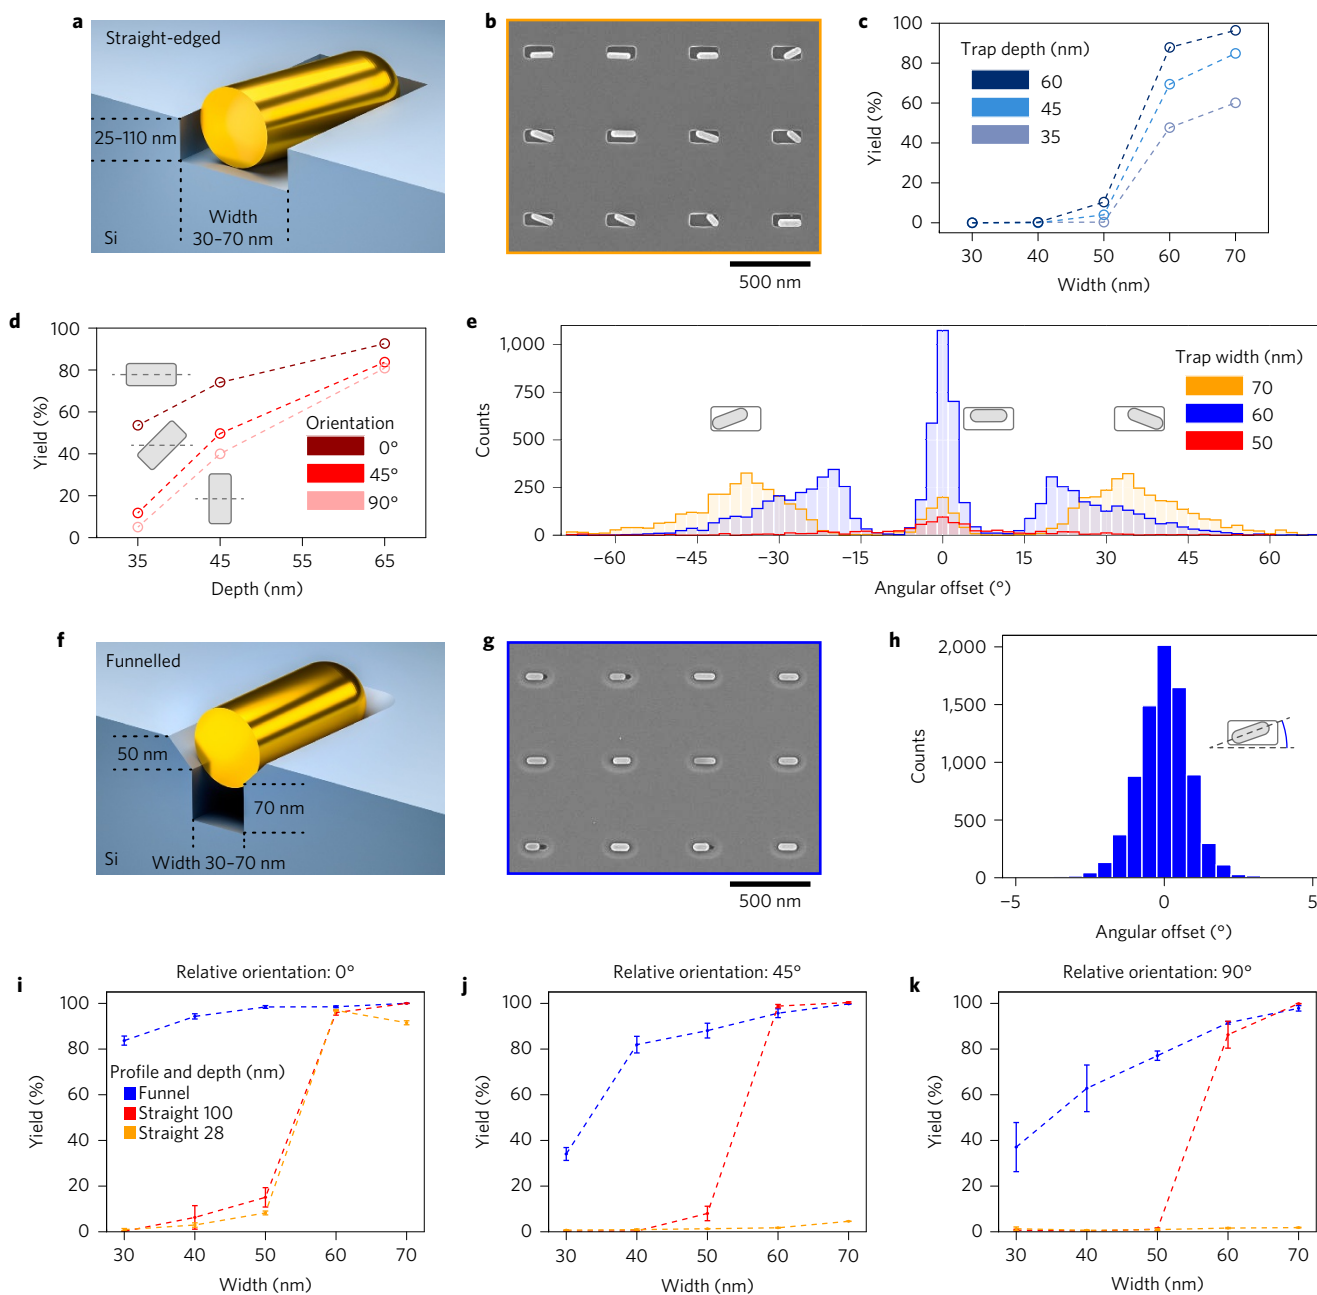 a
Straight-edged
25–110 nm
Width
30–70 nm
Si
b
500 nm
c
Trap depth (nm)
60
45
35
Yield (%)
100
80
60
40
20
0
30 40 50 60 70
Width (nm)
d
Yield (%)
100
80
60
40
20
0
Orientation
0°
45°
90°
35 45 55 65
Depth (nm)
e
Counts
1,000
750
500
250
0
Trap width (nm)
70
60
50
−60 −45 −30 −15 0 15 30 45 60
Angular offset (°)
f
Funnelled
50 nm
70 nm
Width 30–70 nm
Si
g
500 nm
h
Counts
2,000
1,500
1,000
500
0
−5 0 5
Angular offset (°)
i
Relative orientation: 0°
Yield (%)
100
80
60
40
20
0
Profile and depth (nm)
Funnel
Straight 100
Straight 28
30 40 50 60 70
Width (nm)
j
Relative orientation: 45°
Yield (%)
100
80
60
40
20
0
30 40 50 60 70
Width (nm)
k
Relative orientation: 90°
Yield (%)
100
80
60
40
20
0
30 40 50 60 70
Width (nm)